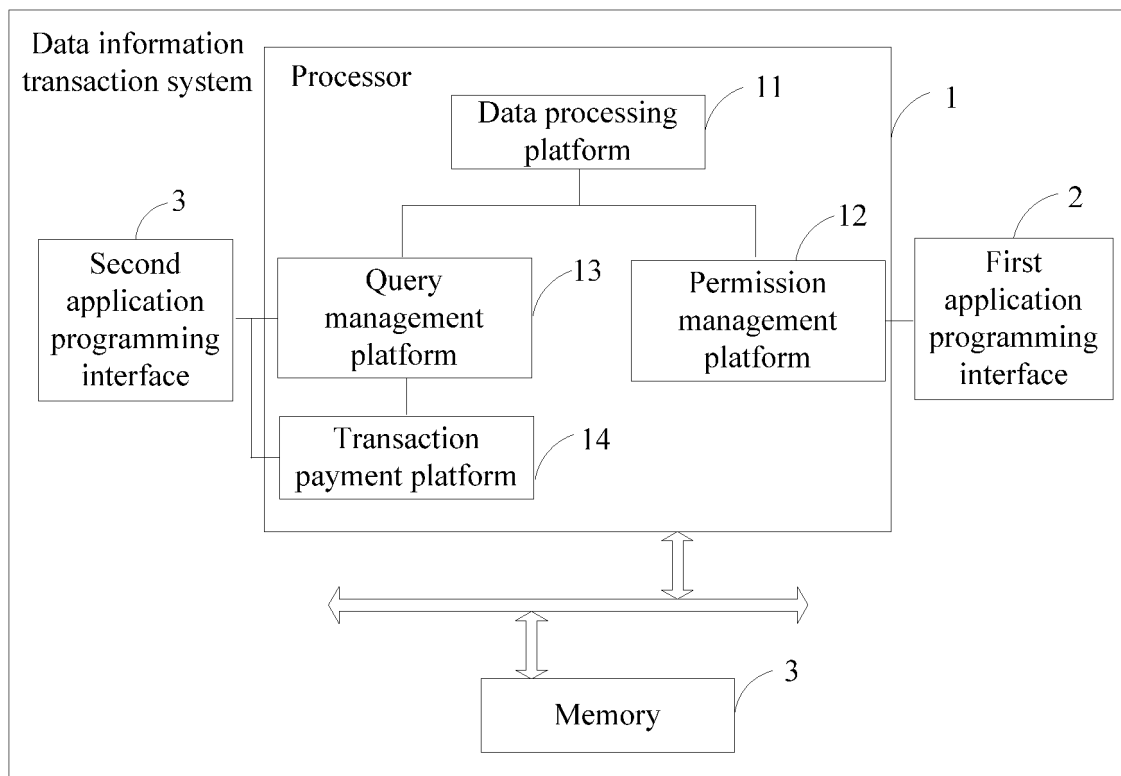 Data information
transaction system
Processor
11
1
Data processing
platform
3
12
2
Second
application
programming
interface
Query
management
platform
13
Permission
management
platform
First
application
programming
interface
Transaction
payment platform
14
3
Memory